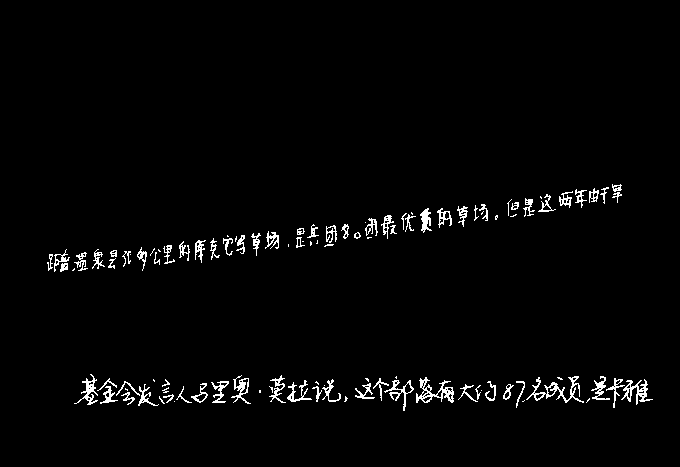 距温泉县30多公里的库克它乌草场,是兵团80团最优质的草场。但是这两年由于旱
基金会发言人马里奥·莫拉说,这个部落有大约87名成员,是卡雅